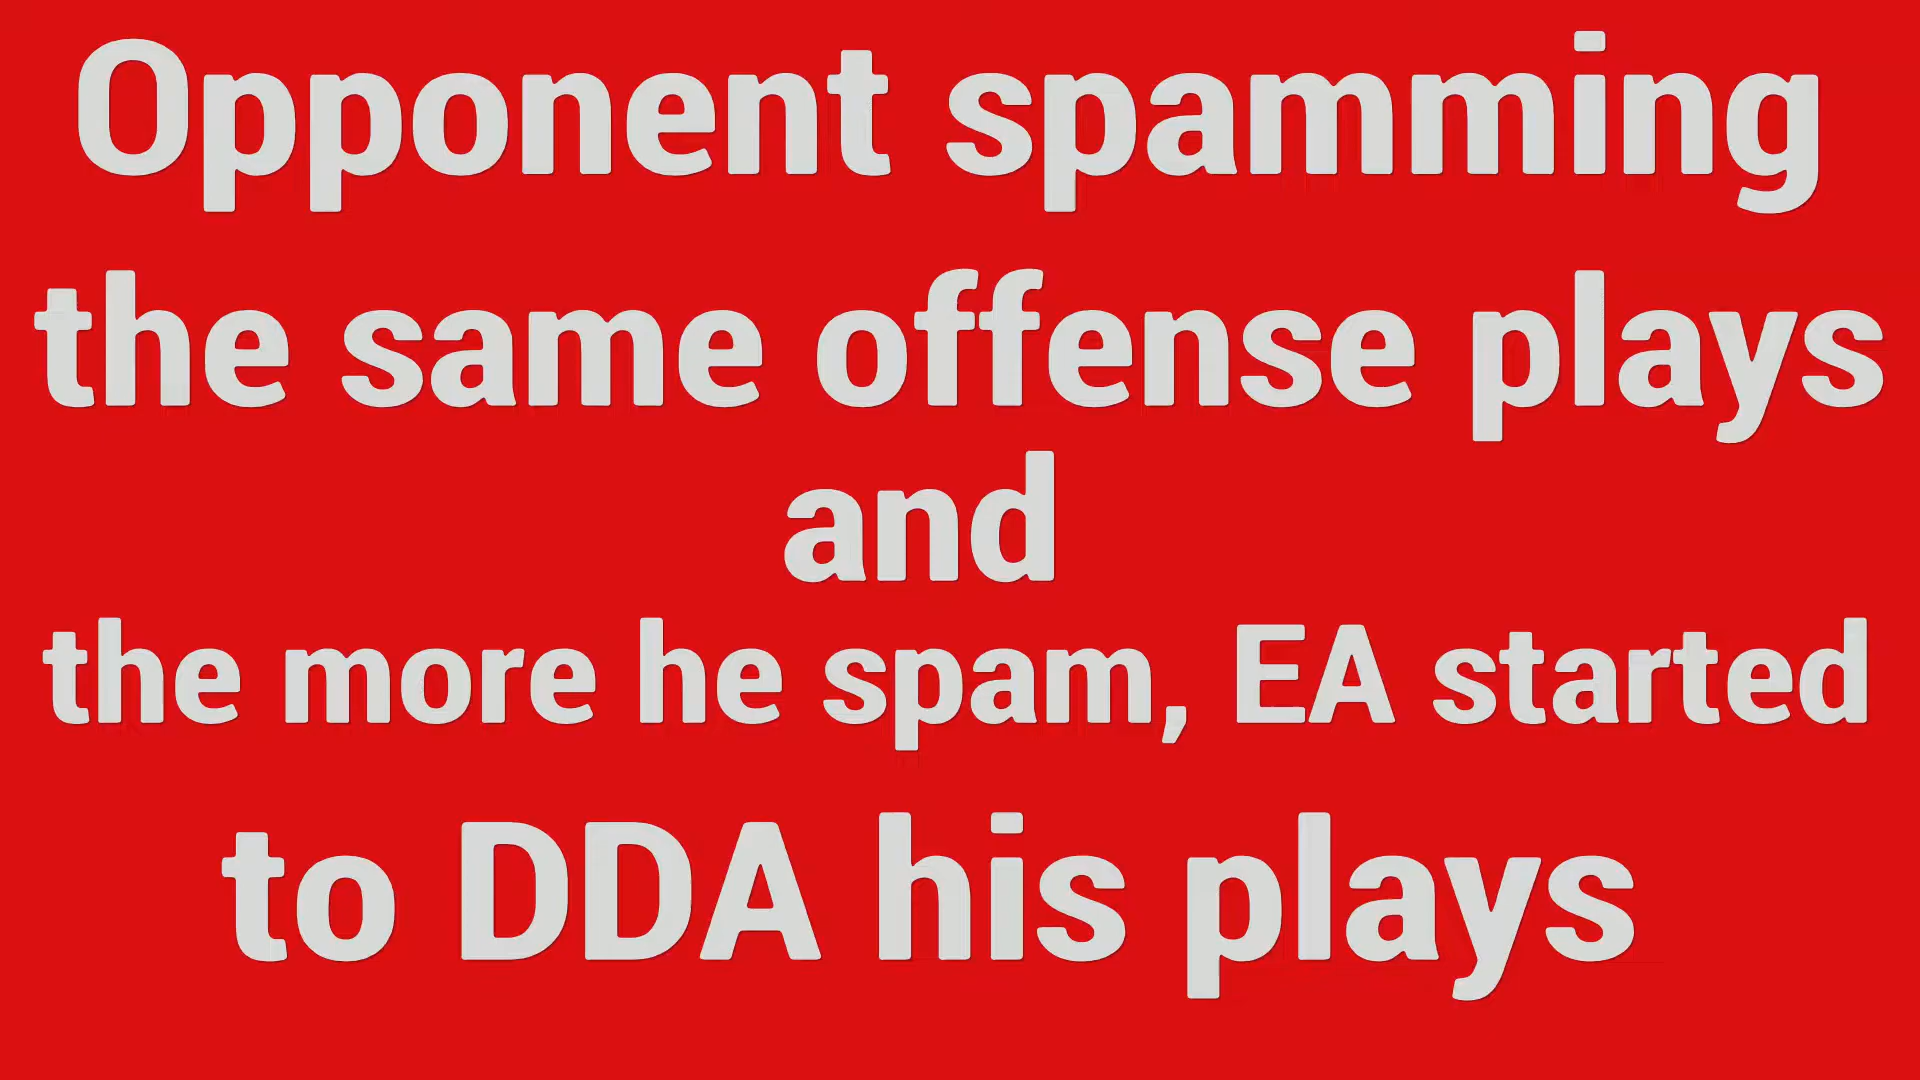 Opponent spamming
the same offense plays
and
the more he spam, EA started
to DDA his plays